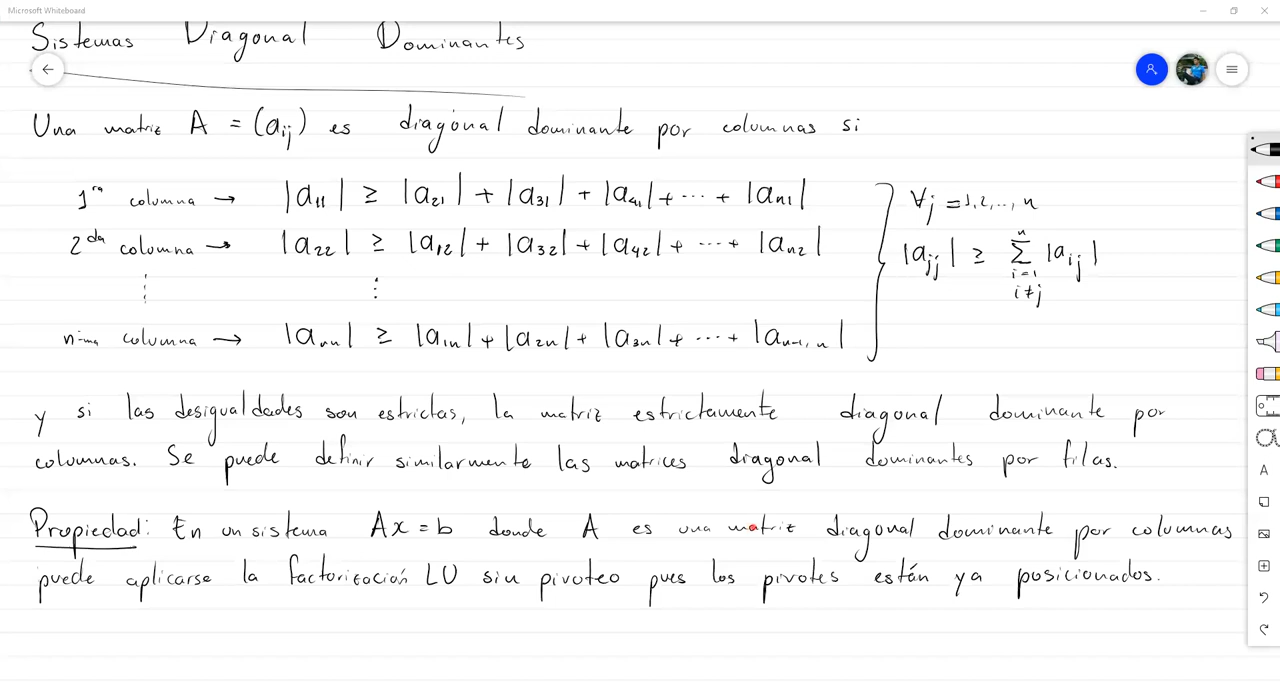 Microsoft Whiteboard
Sistemas Diagonal Dominantes
Una matriz A = (aij) es diagonal dominante por columnas si
1ra columna → |a11| ≥ |a21| + |a31| + |a41| + ... + |an1|
∀j = 1,2,...,n
2da columna → |a22| ≥ |a12| + |a32| + |a42| + ... + |an2|
|ajj| ≥ n∑i=1 i≠j |aij|
⋮ ⋮
n-ma columna → |ann| ≥ |a1n| + |a2n| + |a3n| + ... + |an-1,n|
y si las desigualdades son estrictas, la matriz estrictamente diagonal dominante por
columnas. Se puede definir similarmente las matrices diagonal dominantes por filas.
Propiedad: En un sistema Ax = b donde A es una matriz diagonal dominante por columnas
puede aplicarse la factorización LU sin pivoteo pues los pivotes están ya posicionados.
A